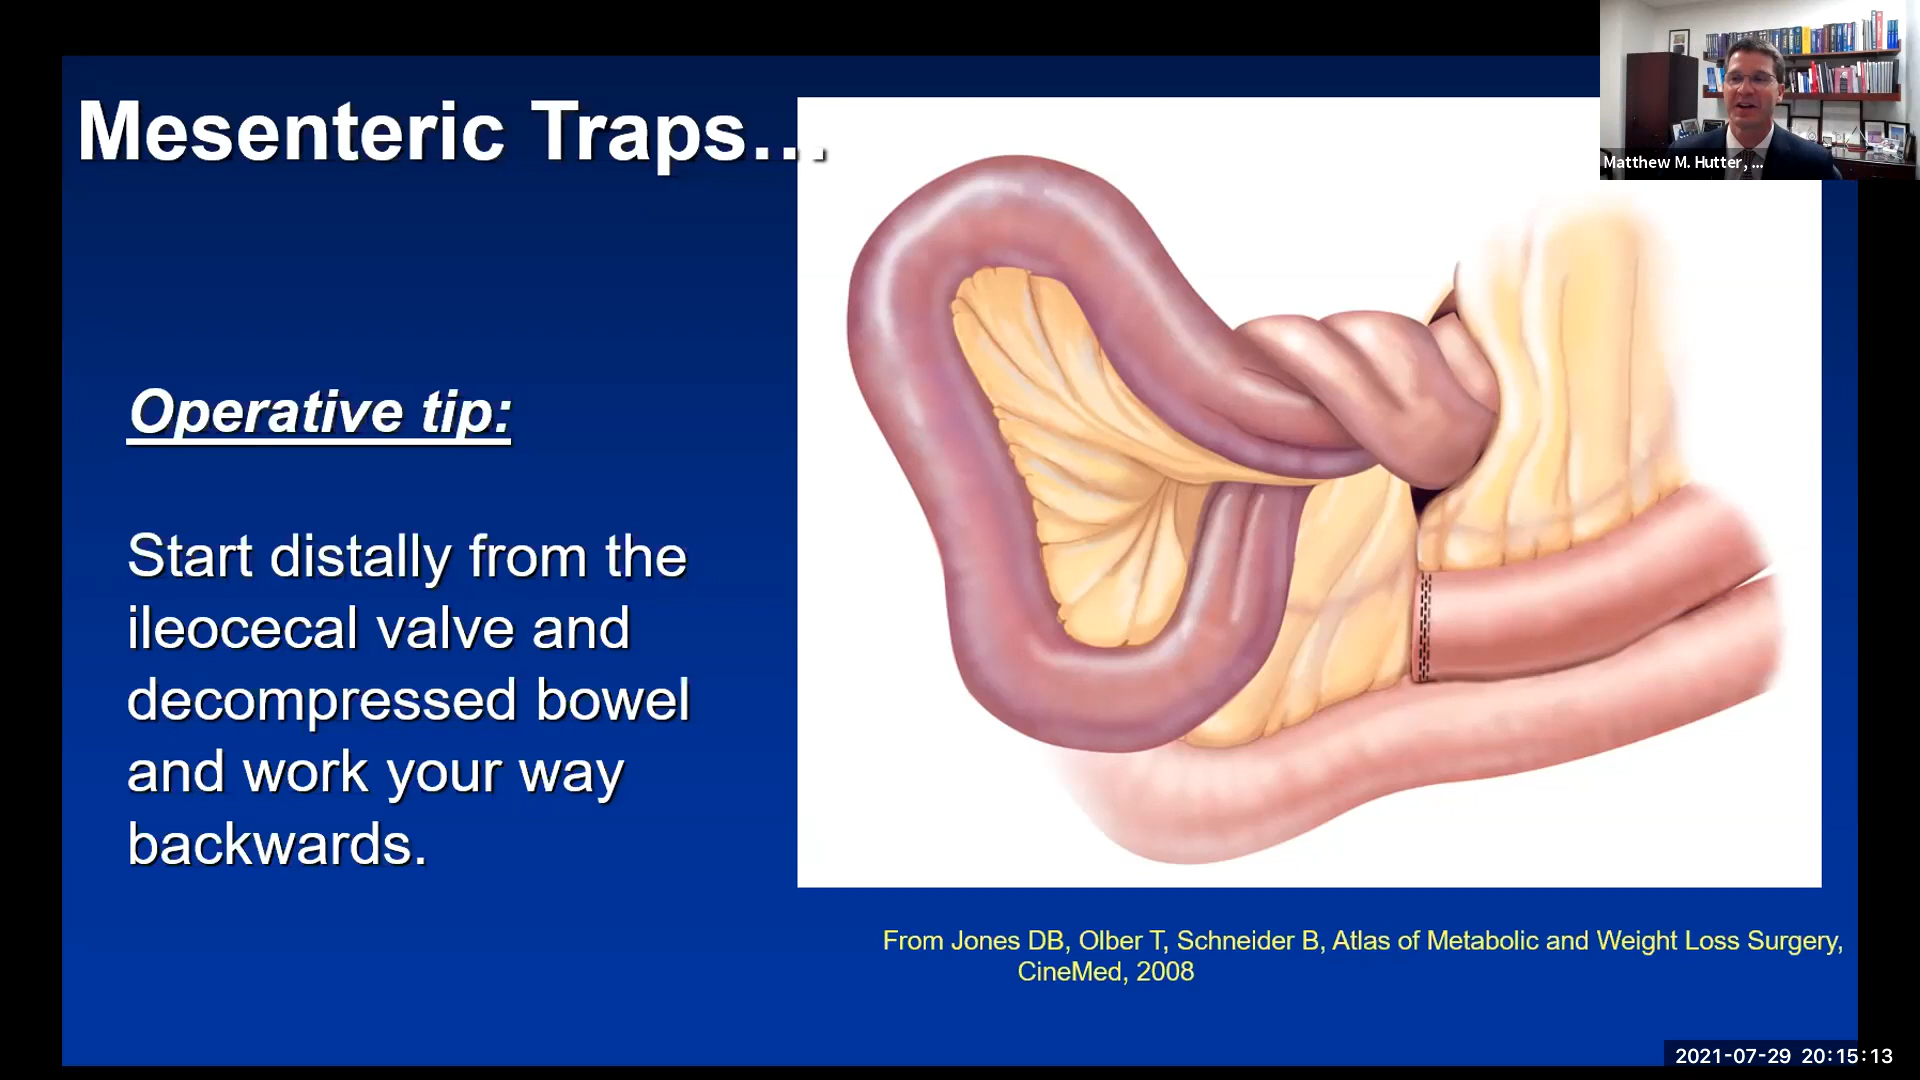 Mesenteric Traps...
Matthew M. Hutter, ...
Operative tip:
Start distally from the
ileocecal valve and
decompressed bowel
and work your way
backwards.
From Jones DB, Olber T, Schneider B, Atlas of Metabolic and Weight Loss Surgery,
CineMed, 2008
2021-07-29 20:15:13